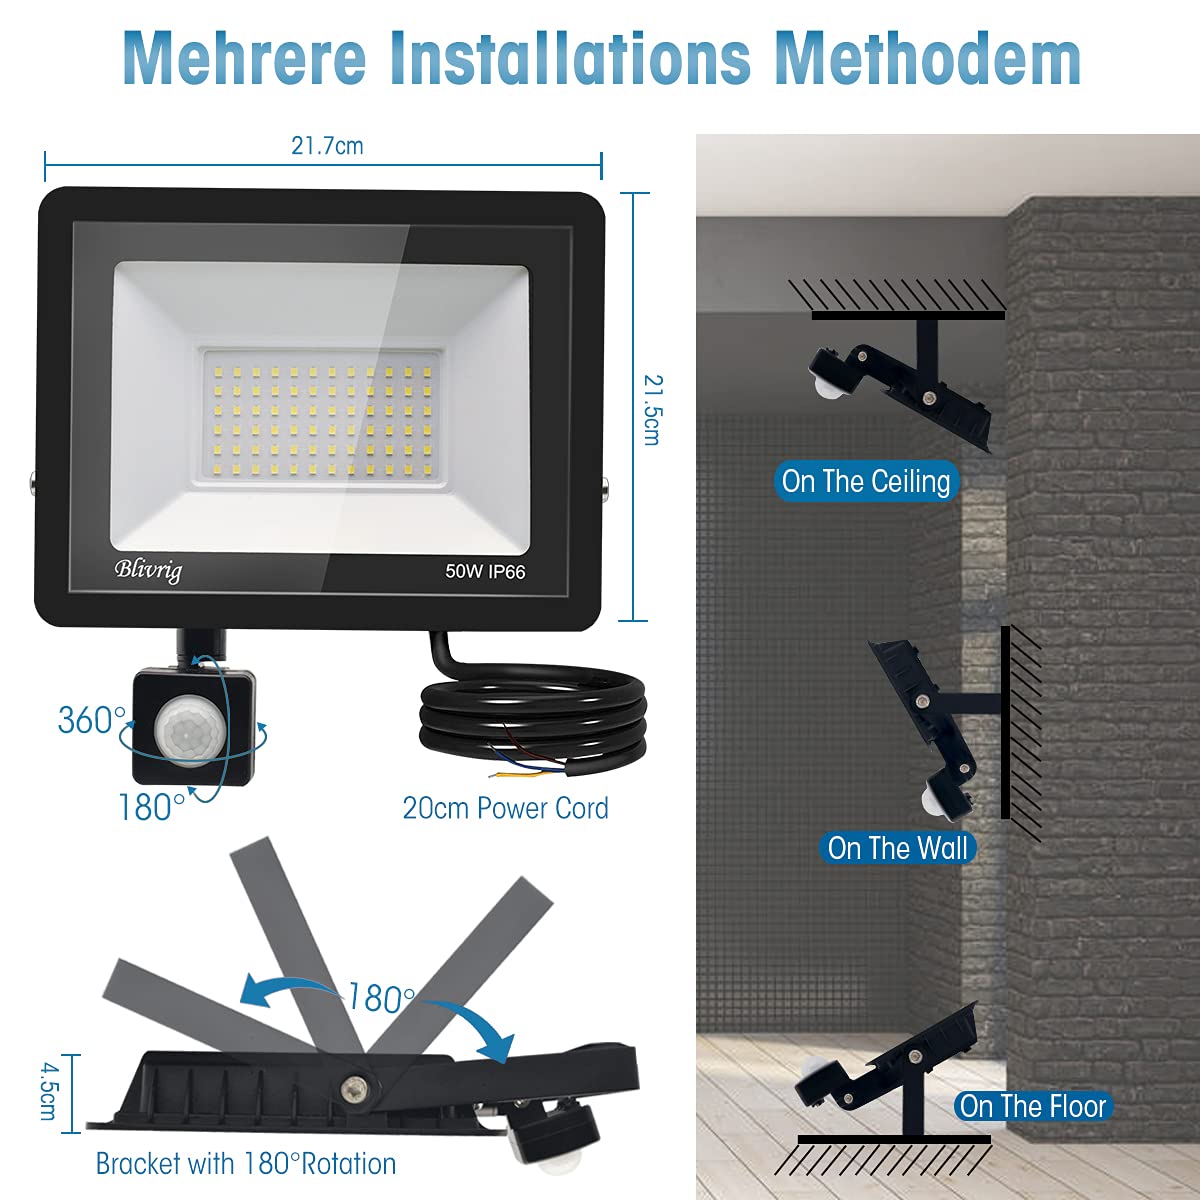 Mehrere Installations Methodem
21.7cm
21.5cm
Blivrig
50W IP66
360°
180°
20cm Power Cord
180°
4.5cm
Bracket with 180°Rotation
On The Ceiling
On The Wall
On The Floor